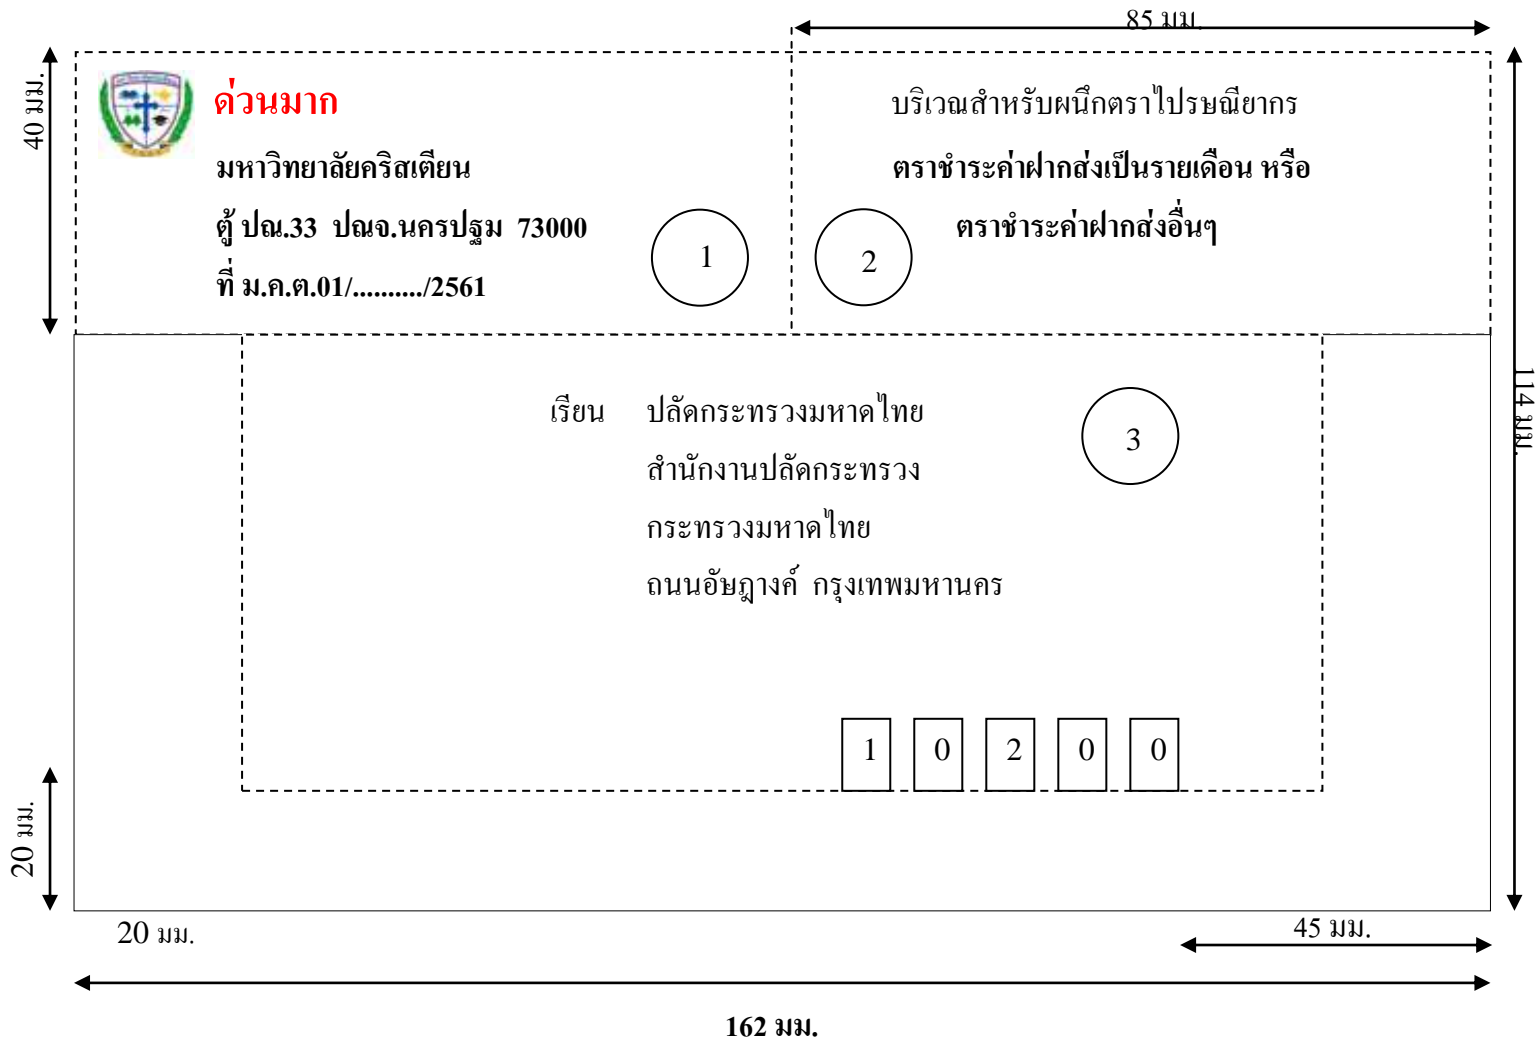 85 มม.
40 มม.
ด่วนมาก
บริเวณสำหรับผนึกตราไปรษณียากร
มหาวิทยาลัยคริสเตียน
ตราชำระค่าฝากส่งเป็นรายเดือน หรือ
ตู้ ปณ.33 ปณจ.นครปฐม 73000
ตราชำระค่าฝากส่งอื่นๆ
1
2
ที่ ม.ค.ต.01/........../2561
114 มม.
เรียน ปลัดกระทรวงมหาดไทย
3
สำนักงานปลัดกระทรวง
กระทรวงมหาดไทย
ถนนอัษฎางค์ กรุงเทพมหานคร
1 0 2 0 0
20 มม.
20 มม.
45 มม.
162 มม.